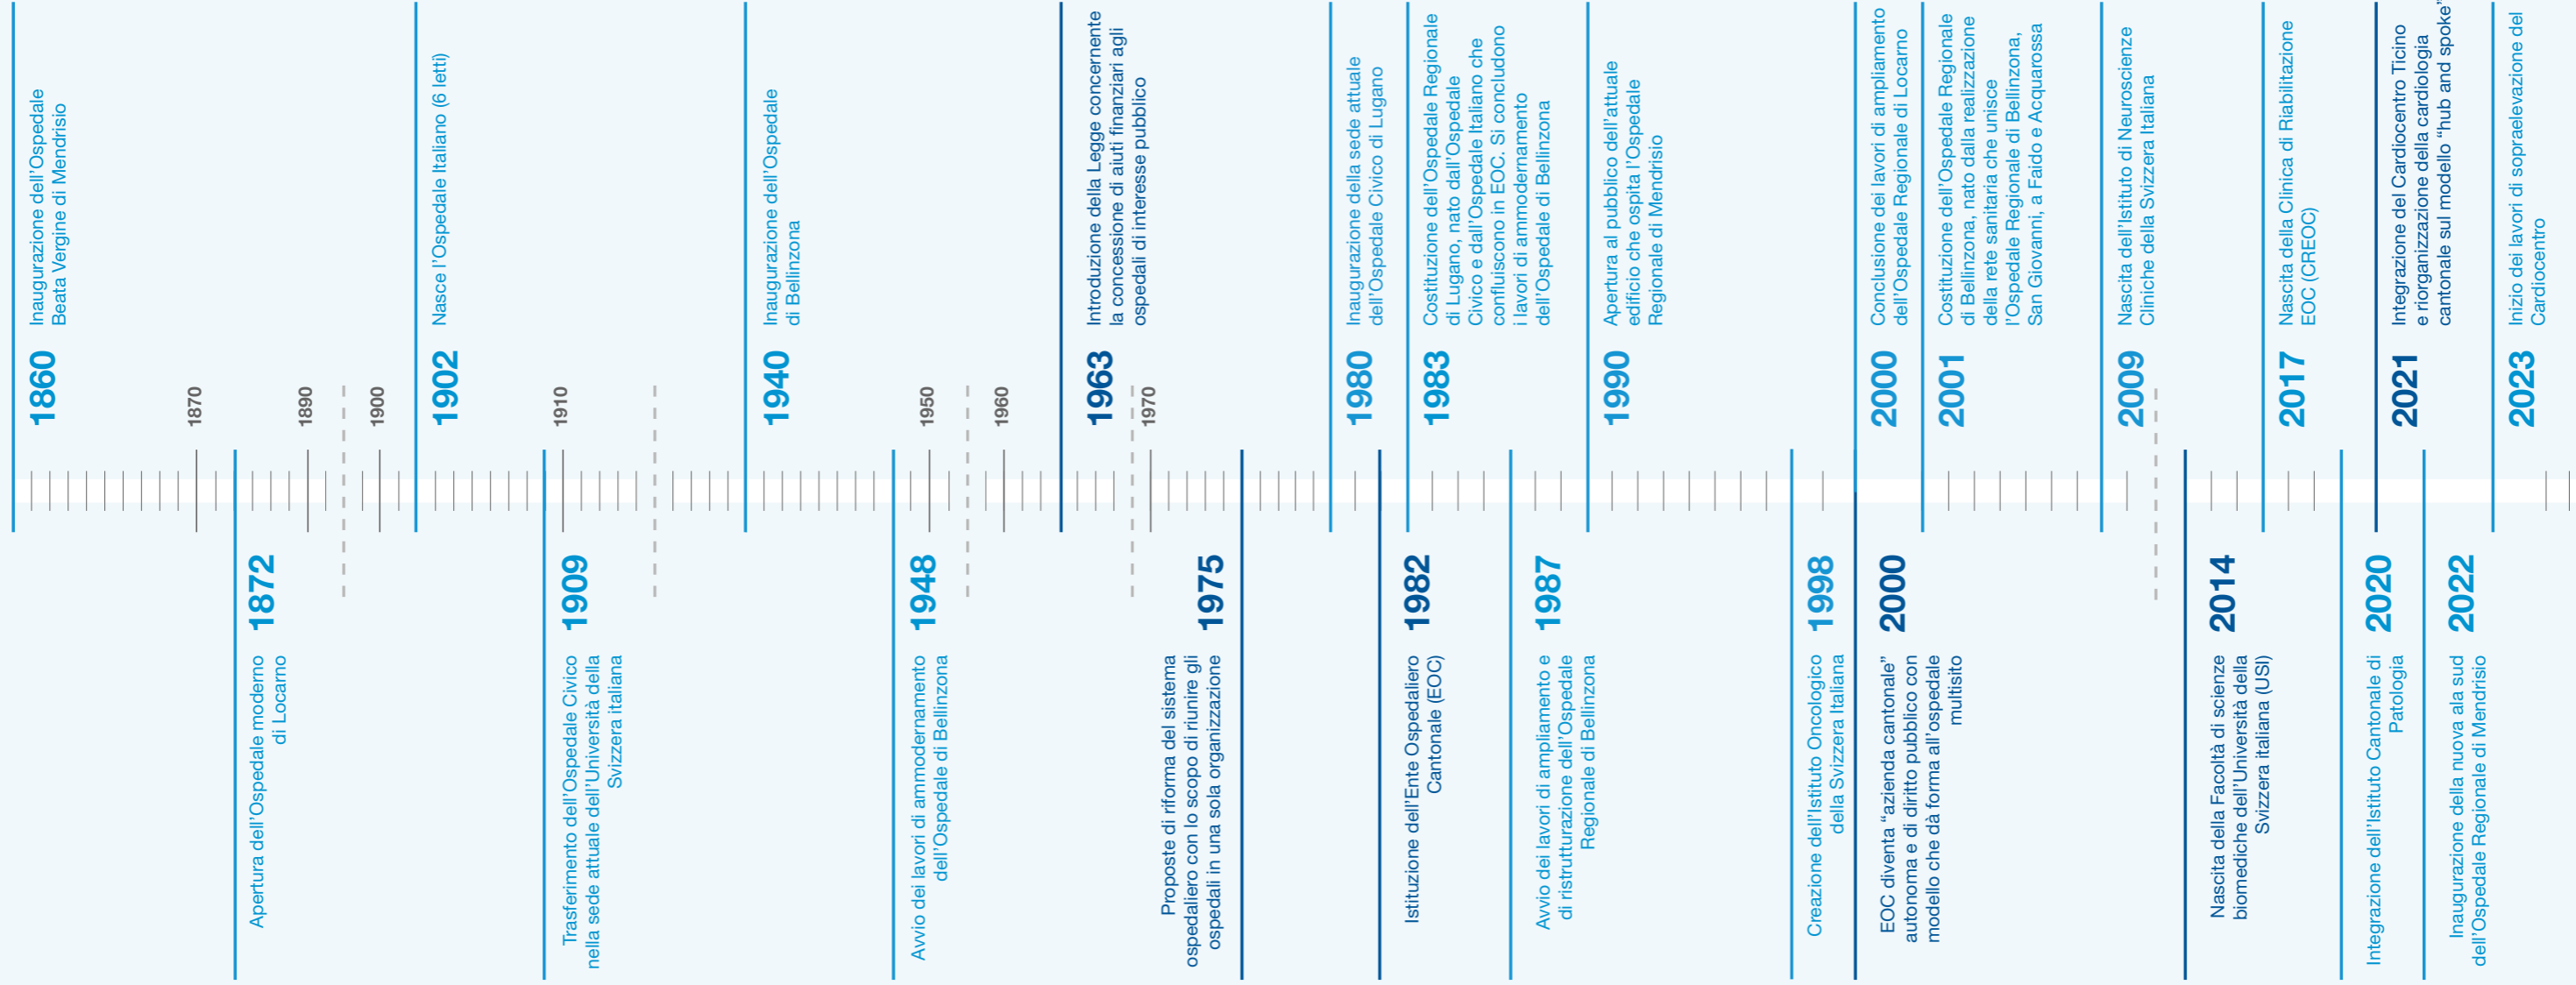 1860
Inaugurazione dell'Ospedale
Beata Vergine di Mendrisio
1870
1872
Apertura dell'Ospedale moderno
di Locarno
1890
1900
1902
Nasce l'Ospedale Italiano (6 letti)
1909
Trasferimento dell'Ospedale Civico
nella sede attuale dell'Università della
Svizzera italiana
1910
1940
Inaugurazione dell'Ospedale
di Bellinzona
1948
Avvio dei lavori di ammodernamento
dell'Ospedale di Bellinzona
1950
1960
1963
Introduzione della Legge concernente
la concessione di aiuti finanziari agli
ospedali di interesse pubblico
1970
1975
Proposte di riforma del sistema
ospedaliero con lo scopo di riunire gli
ospedali in una sola organizzazione
1980
Inaugurazione della sede attuale
dell'Ospedale Civico di Lugano
1982
Istituzione dell'Ente Ospedaliero
Cantonale (EOC)
1983
Costituzione dell'Ospedale Regionale
di Lugano, nato dall'Ospedale
Civico e dall'Ospedale Italiano che
confluiscono in EOC. Si concludono
i lavori di ammodernamento
dell'Ospedale di Bellinzona
1987
Avvio dei lavori di ampliamento e
di ristrutturazione dell'Ospedale
Regionale di Bellinzona
1990
Apertura al pubblico dell'attuale
edificio che ospita l'Ospedale
Regionale di Mendrisio
1998
Creazione dell'Istituto Oncologico
della Svizzera Italiana
2000
Conclusione dei lavori di ampliamento
dell'Ospedale Regionale di Locarno
2000
EOC diventa “azienda cantonale”
autonoma e di diritto pubblico con
modello che dà forma all'ospedale
multisito
2001
Costituzione dell'Ospedale Regionale
di Bellinzona, nato dalla realizzazione
della rete sanitaria che unisce
l'Ospedale Regionale di Bellinzona,
San Giovanni, a Faido e Acquarossa
2009
Nascita dell'Istituto di Neuroscienze
Cliniche della Svizzera Italiana
2014
Nascita della Facoltà di scienze
biomediche dell'Università della
Svizzera italiana (USI)
2017
Nascita della Clinica di Riabilitazione
EOC (CREOC)
2020
Integrazione dell'Istituto Cantonale di
Patologia
2021
Integrazione del Cardiocentro Ticino
e riorganizzazione della cardiologia
cantonale sul modello “hub and spoke”
2022
Inaugurazione della nuova ala sud
dell'Ospedale Regionale di Mendrisio
2023
Inizio dei lavori di sopraelevazione del
Cardiocentro